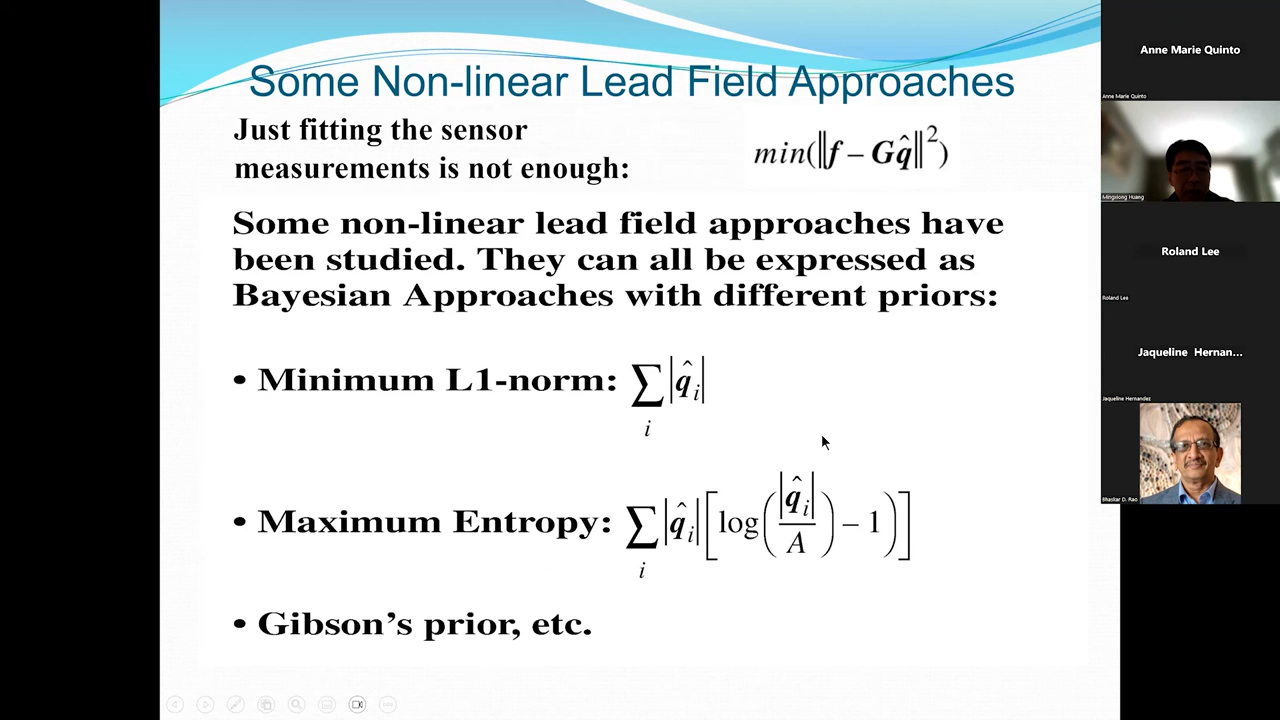 Some Non-linear Lead Field Approaches
Just fitting the sensor
measurements is not enough:
min(‖f – Gq̂‖²)
Some non-linear lead field approaches have
been studied. They can all be expressed as
Bayesian Approaches with different priors:
• Minimum L1-norm: ∑ᵢ |q̂ᵢ|
• Maximum Entropy: ∑ᵢ |q̂ᵢ| [log(|q̂ᵢ|/A) – 1)]
• Gibson’s prior, etc.
Anne Marie Quinto
Anne Marie Quinto
Mingxiong Huang
Roland Lee
Roland Lee
Jaqueline Hernan...
Jaqueline Hernandez
Bhaskar D. Rao